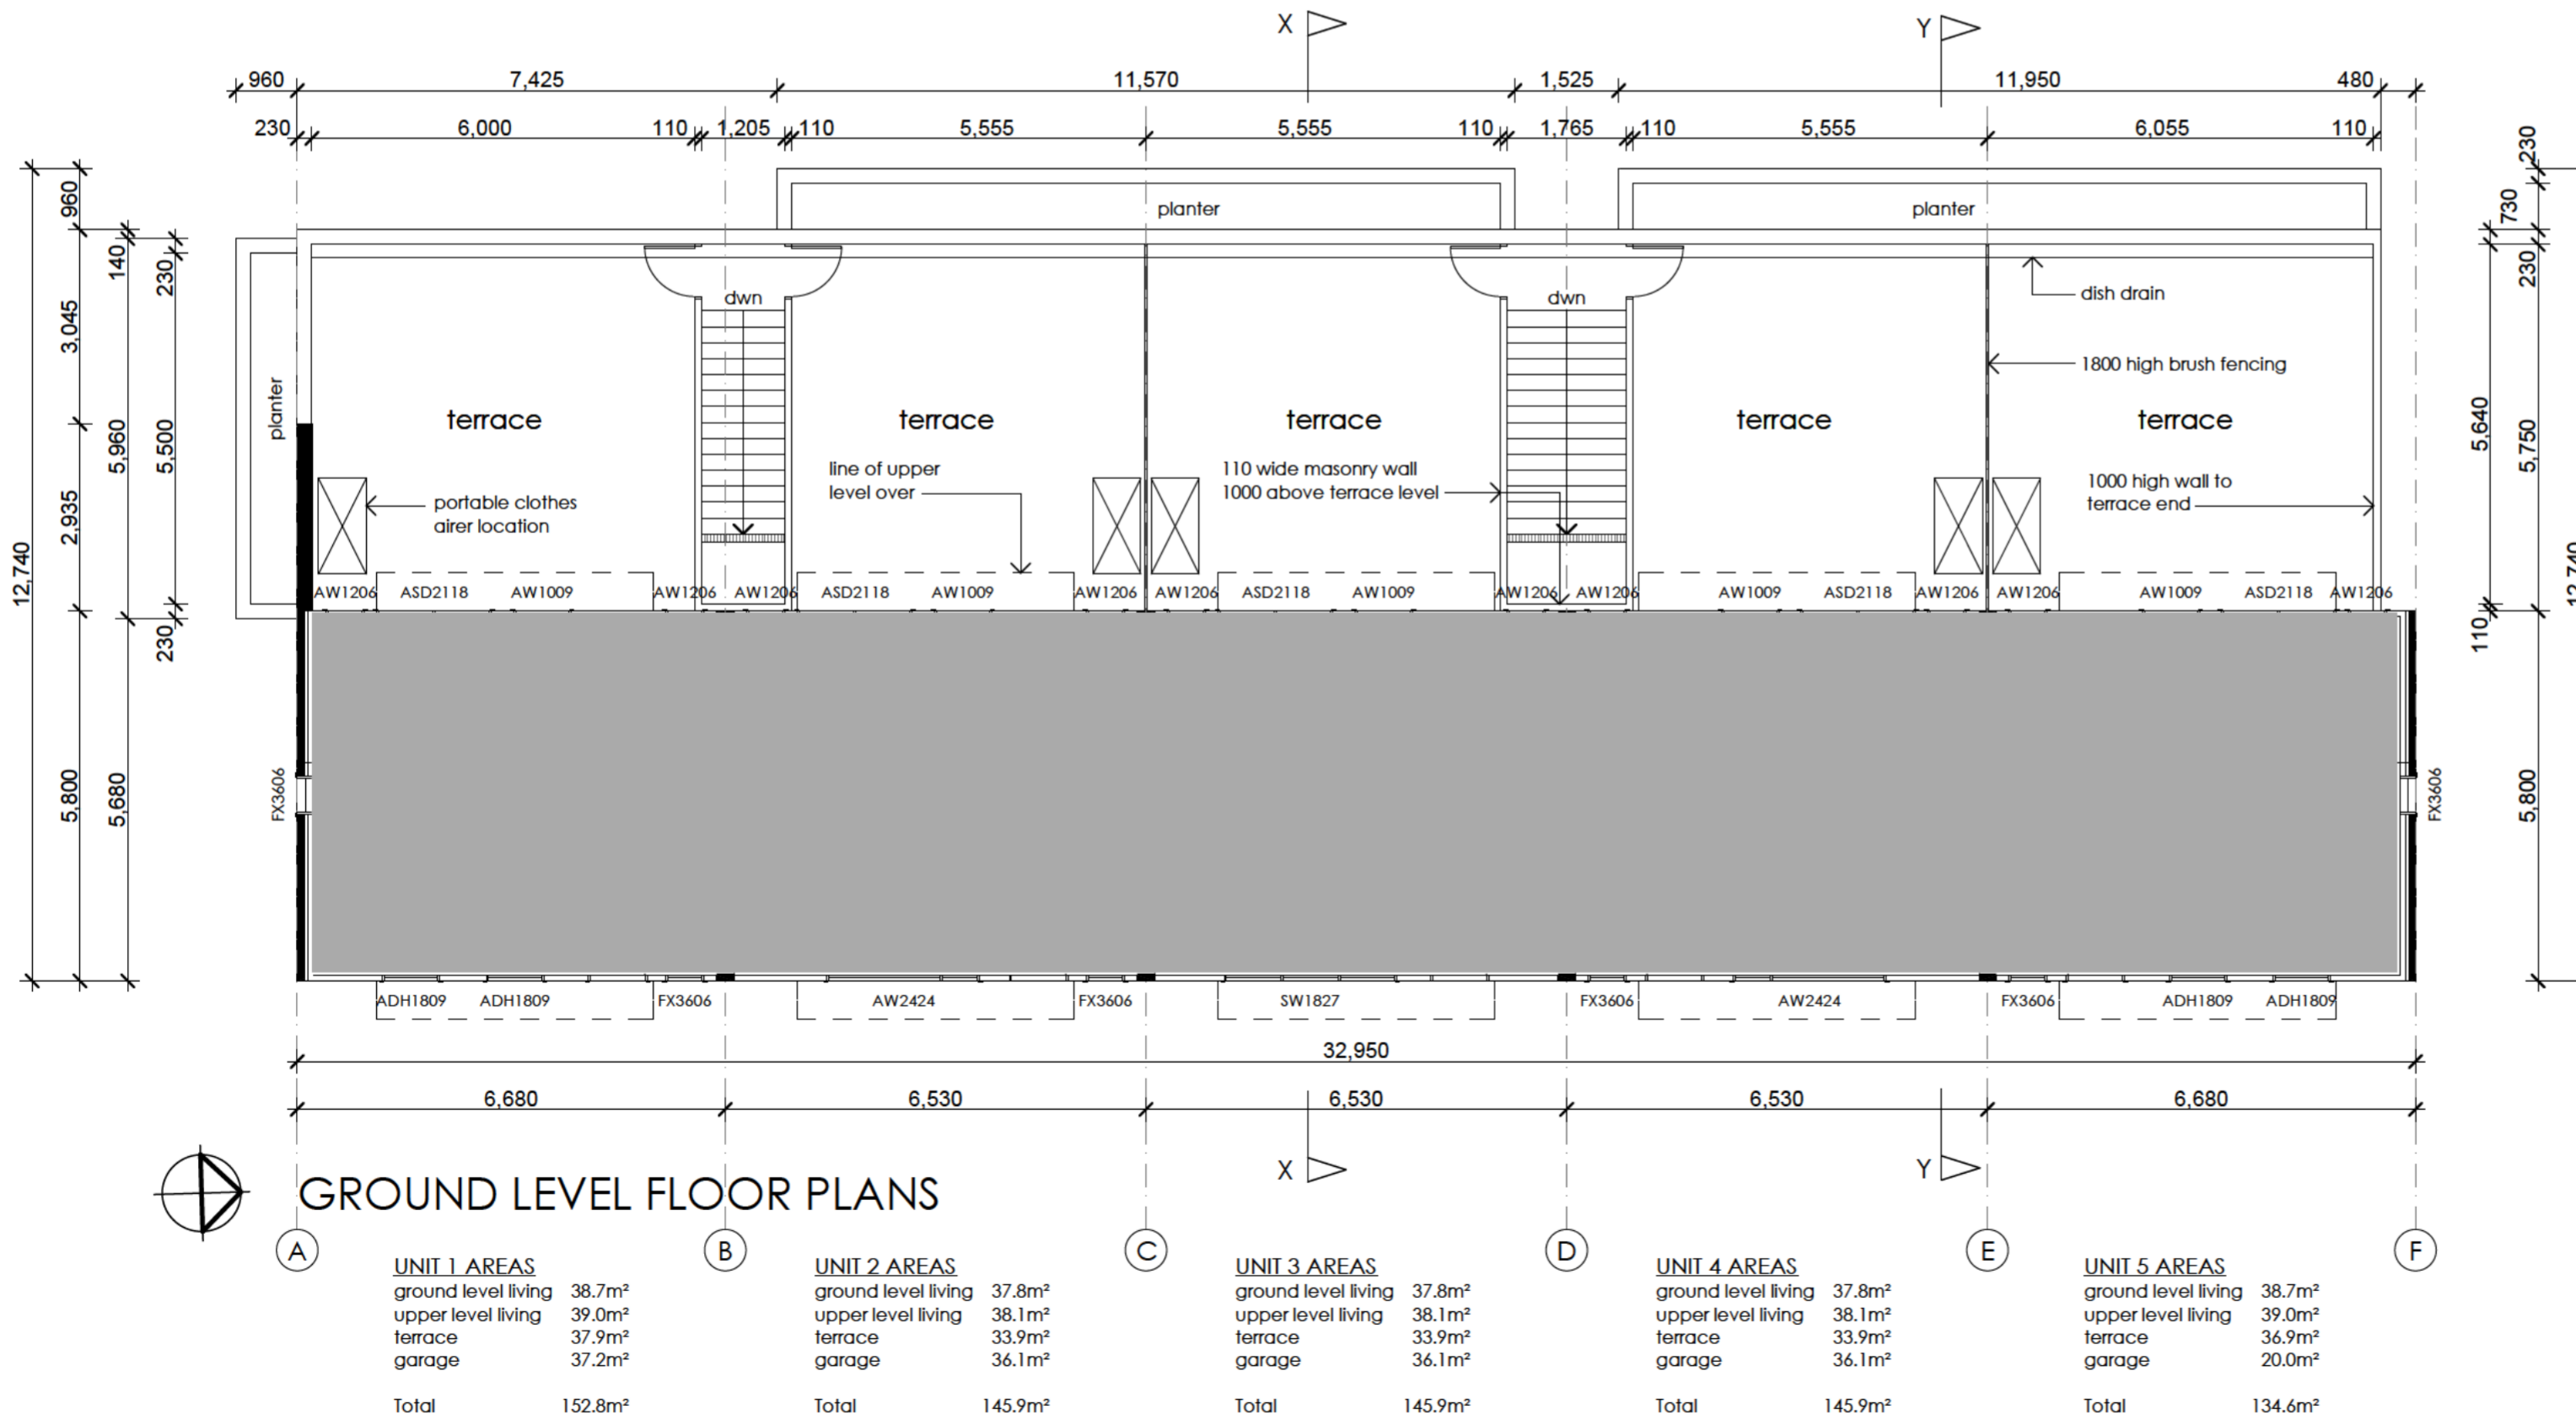 X
Y
960 7,425 11,570 1,525 11,950 480
230 6,000 110 1,205 110 5,555 5,555 110 1,765 110 5,555 6,055 110
12,740
960
3,045
2,935
5,800
140
5,960
5,680
230
5,500
230
planter
planter
planter
dwn
dwn
dish drain
1800 high brush fencing
terrace
terrace
terrace
terrace
terrace
line of upper
level over
110 wide masonry wall
1000 above terrace level
1000 high wall to
terrace end
portable clothes
airer location
AW1206 ASD2118 AW1009 AW1206 AW1206 ASD2118 AW1009 AW1206 AW1206 ASD2118 AW1009 AW1206 AW1206 AW1009 ASD2118 AW1206 AW1206 AW1009 ASD2118 AW1206
230
730
230
5,640
5,750
110
5,800
12,740
FX3606
FX3606
ADH1809 ADH1809 FX3606 AW2424 FX3606 SW1827 FX3606 AW2424 FX3606 ADH1809 ADH1809
32,950
6,680 6,530 6,530 6,530 6,680
X
Y
GROUND LEVEL FLOOR PLANS
A B C D E F
UNIT 1 AREAS
ground level living 38.7m²
upper level living 39.0m²
terrace 37.9m²
garage 37.2m²
Total 152.8m²
UNIT 2 AREAS
ground level living 37.8m²
upper level living 38.1m²
terrace 33.9m²
garage 36.1m²
Total 145.9m²
UNIT 3 AREAS
ground level living 37.8m²
upper level living 38.1m²
terrace 33.9m²
garage 36.1m²
Total 145.9m²
UNIT 4 AREAS
ground level living 37.8m²
upper level living 38.1m²
terrace 33.9m²
garage 36.1m²
Total 145.9m²
UNIT 5 AREAS
ground level living 38.7m²
upper level living 39.0m²
terrace 36.9m²
garage 20.0m²
Total 134.6m²